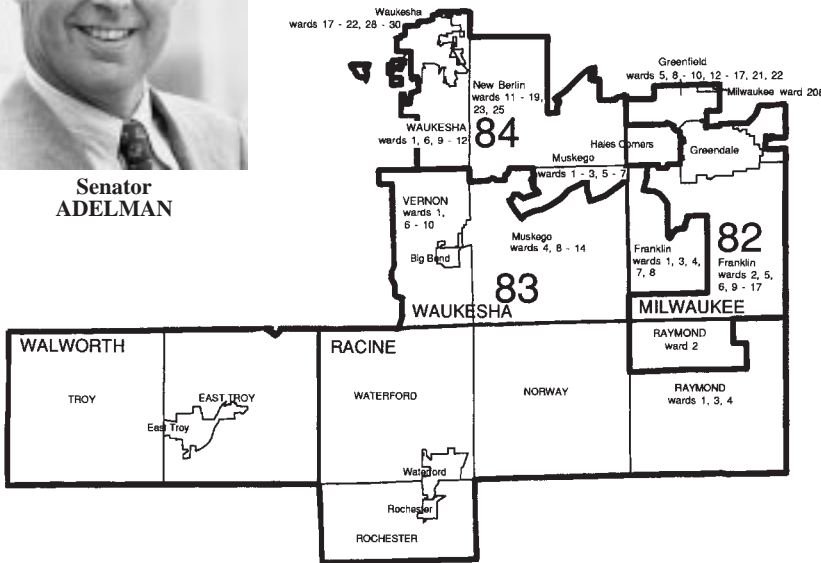 Waukesha
wards 17 - 22, 28 - 30
Greenfield
wards 5, 8 - 10, 12 - 17, 21, 22
Milwaukee ward 208
New Berlin
wards 11 - 19,
23, 25
84
WAUKESHA
wards 1, 6, 9 - 12
Hales Corners
Greendale
Muskego
wards 1 - 3, 5 - 7
Senator
ADELMAN
VERNON
wards 1,
6 - 10
Big Bend
Muskego
wards 4, 8 - 14
Franklin
wards 1, 3, 4,
7, 8
82
Franklin
wards 2, 5,
6, 9 - 17
83
WAUKESHA
MILWAUKEE
WALWORTH
RACINE
RAYMOND
ward 2
TROY
EAST TROY
East Troy
WATERFORD
NORWAY
RAYMOND
wards 1, 3, 4
Waterford
Rochester
ROCHESTER